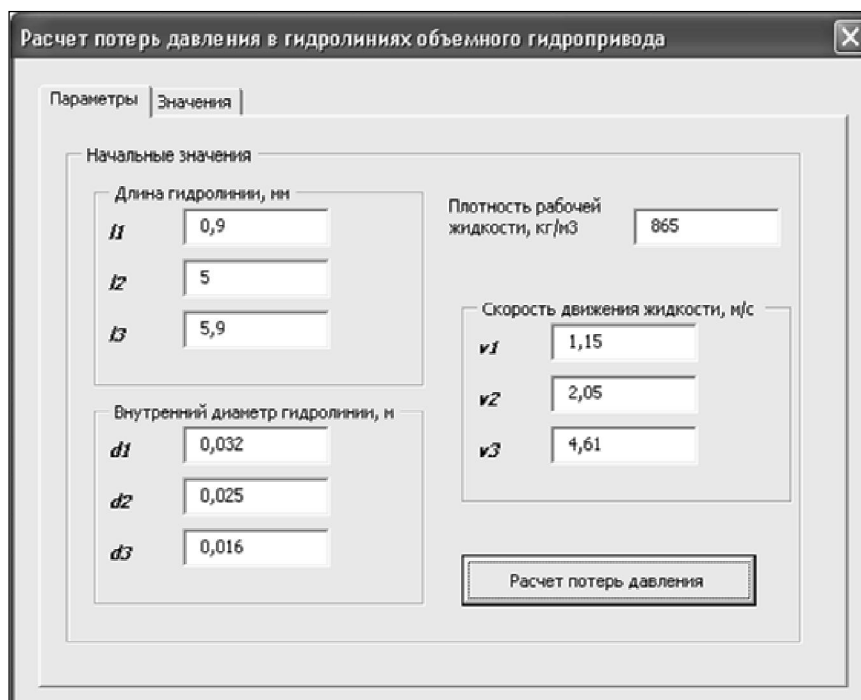 Расчет потерь давления в гидролиниях объемного гидропривода
Параметры Значения
Начальные значения
Длина гидролинии, мм
l1 0,9
l2 5
l3 5,9
Плотность рабочей
жидкости, кг/м3 865
Скорость движения жидкости, м/с
v1 1,15
v2 2,05
v3 4,61
Внутренний диаметр гидролинии, м
d1 0,032
d2 0,025
d3 0,016
Расчет потерь давления